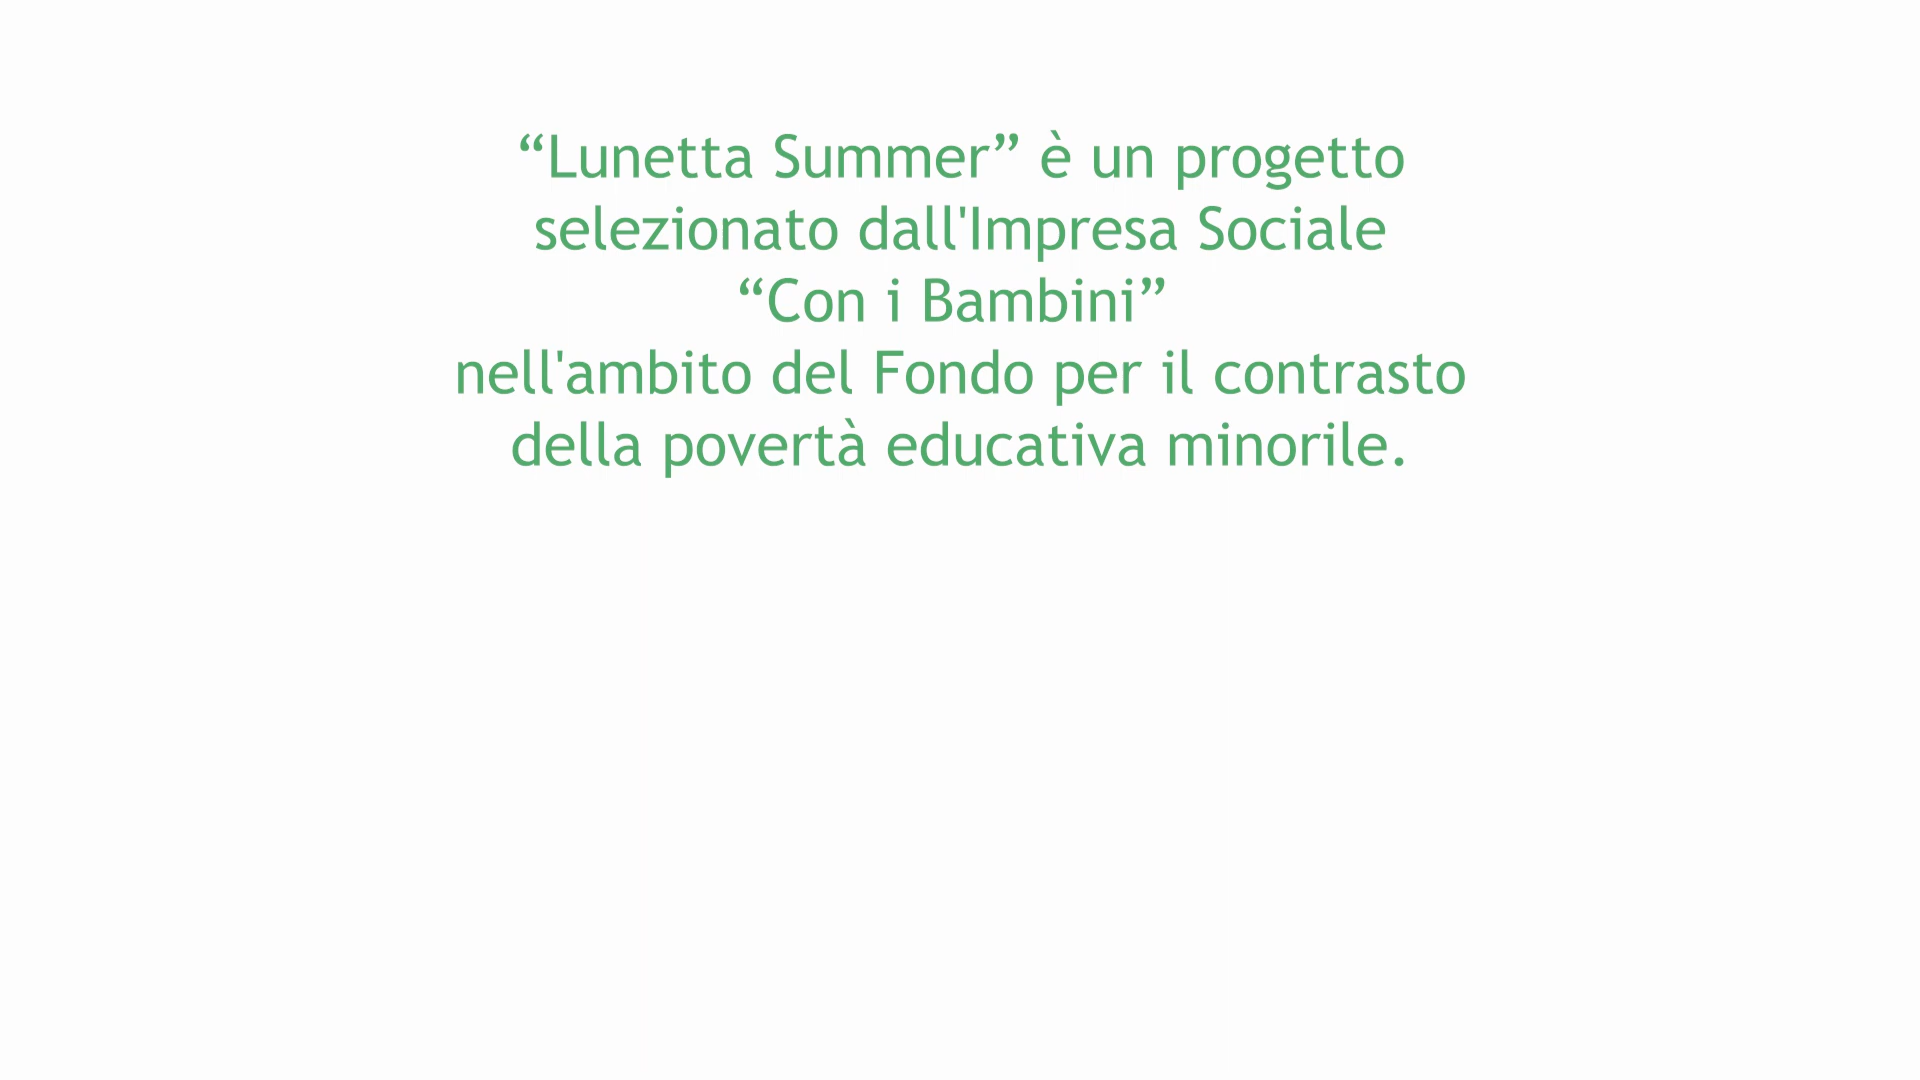 “Lunetta Summer” è un progetto
selezionato dall'Impresa Sociale
“Con i Bambini”
nell'ambito del Fondo per il contrasto
della povertà educativa minorile.